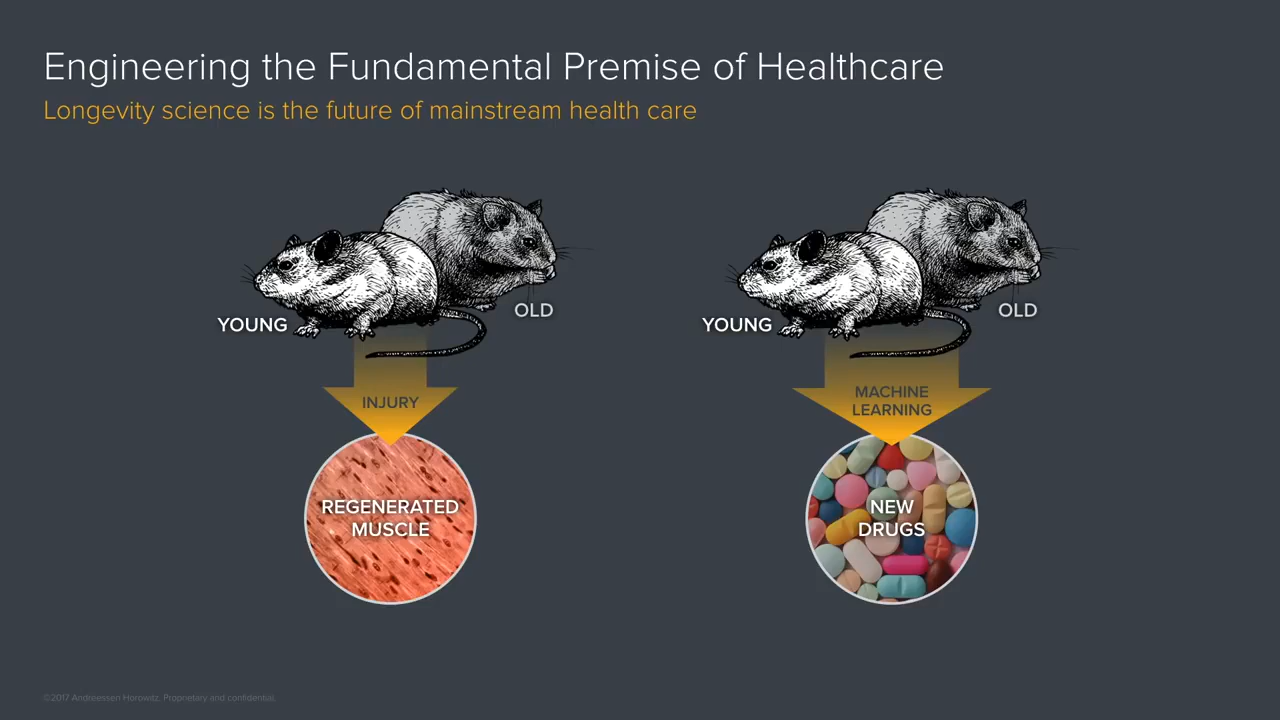 Engineering the Fundamental Premise of Healthcare
Longevity science is the future of mainstream health care
YOUNG
OLD
INJURY
REGENERATED
MUSCLE
YOUNG
OLD
MACHINE
LEARNING
NEW
DRUGS
©2017 Andreessen Horowitz. Proprietary and confidential.